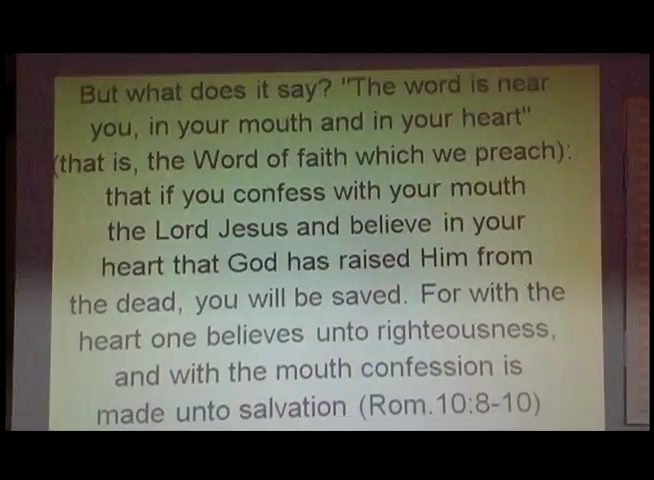 But what does it say? "The word is near
you, in your mouth and in your heart"
(that is, the Word of faith which we preach):
that if you confess with your mouth
the Lord Jesus and believe in your
heart that God has raised Him from
the dead, you will be saved. For with the
heart one believes unto righteousness,
and with the mouth confession is
made unto salvation (Rom.10:8-10)